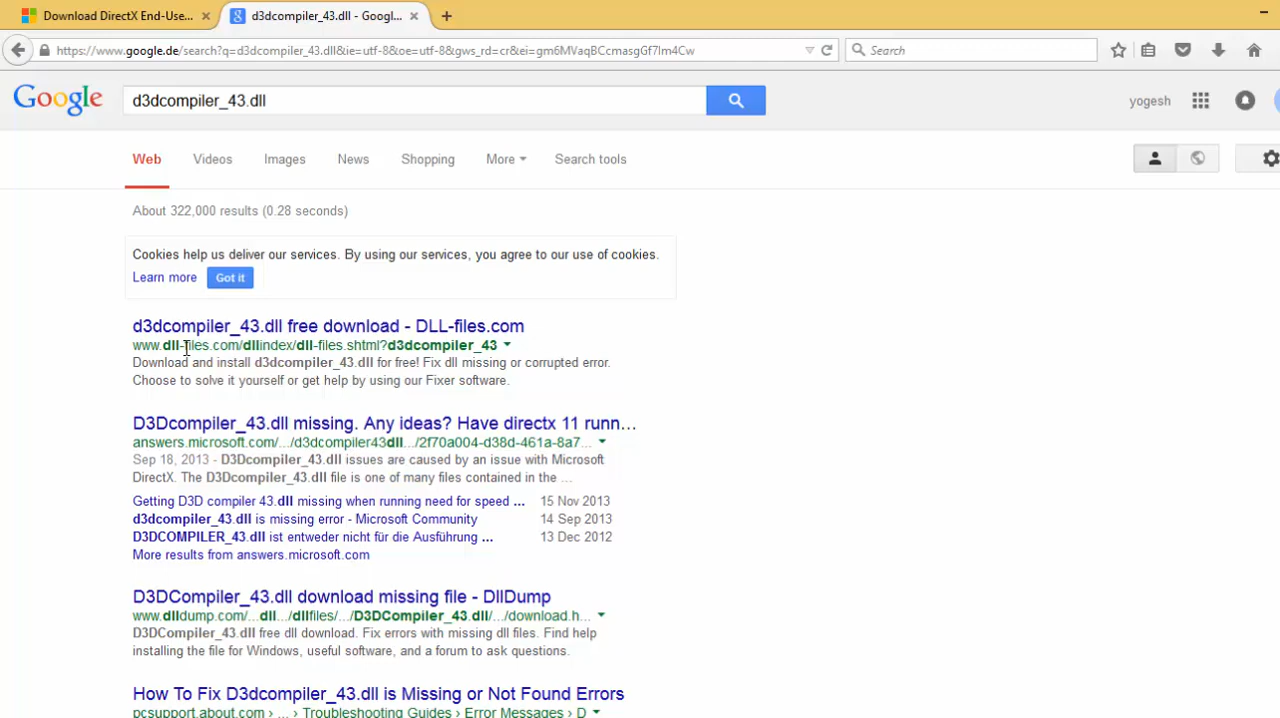 Download DirectX End-Use...
d3dcompiler_43.dll - Googl...
https://www.google.de/search?q=d3dcompiler_43.dll&ie=utf-8&oe=utf-8&gws_rd=cr&ei=gm6MVaqBCcmasgGf7Im4Cw
Search
Google
d3dcompiler_43.dll
yogesh
Web Videos Images News Shopping More Search tools
About 322,000 results (0.28 seconds)
Cookies help us deliver our services. By using our services, you agree to our use of cookies.
Learn more Got it
d3dcompiler_43.dll free download - DLL-files.com
www.dll-files.com/dllindex/dll-files.shtml?d3dcompiler_43
Download and install d3dcompiler_43.dll for free! Fix dll missing or corrupted error.
Choose to solve it yourself or get help by using our Fixer software.
D3Dcompiler_43.dll missing. Any ideas? Have directx 11 runn...
answers.microsoft.com/.../d3dcompiler43dll.../2f70a004-d38d-461a-8a7...
Sep 18, 2013 - D3Dcompiler_43.dll issues are caused by an issue with Microsoft
DirectX. The D3Dcompiler_43.dll file is one of many files contained in the ...
Getting D3D compiler 43.dll missing when running need for speed ... 15 Nov 2013
d3dcompiler_43.dll is missing error - Microsoft Community 14 Sep 2013
D3DCOMPILER_43.dll ist entweder nicht für die Ausführung ... 13 Dec 2012
More results from answers.microsoft.com
D3DCompiler_43.dll download missing file - DllDump
www.dlldump.com/...dll.../dllfiles/.../D3DCompiler_43.dll/.../download.h...
D3DCompiler_43.dll free dll download. Fix errors with missing dll files. Find help
installing the file for Windows, useful software, and a forum to ask questions.
How To Fix D3dcompiler_43.dll is Missing or Not Found Errors
pcsupport.about.com › ... › Troubleshooting Guides › Error Messages › D